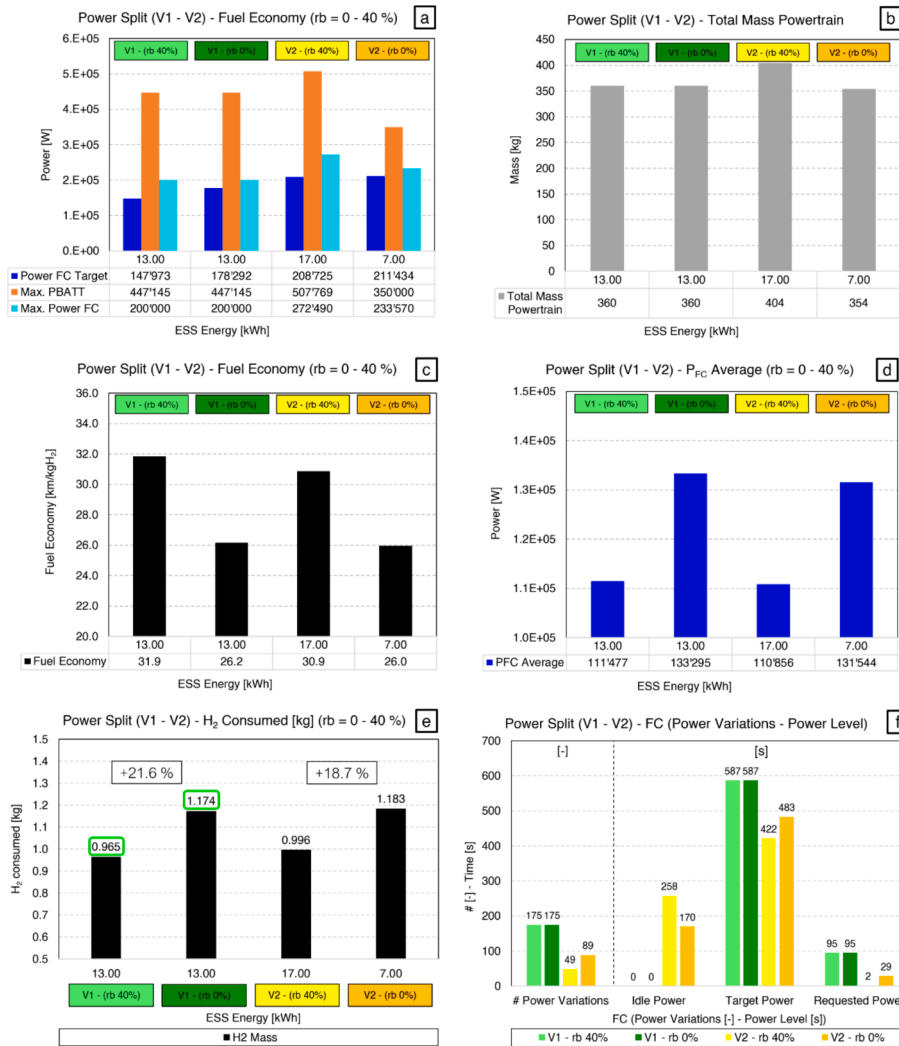 Power Split (V1 - V2) - Fuel Economy (rb = 0 - 40 %)
a
V1 - (rb 40%) V1 - (rb 0%) V2 - (rb 40%) V2 - (rb 0%)
6.E+05
5.E+05
4.E+05
3.E+05
2.E+05
1.E+05
0.E+00
Power [W]
13.00 13.00 17.00 7.00
Power FC Target 147'973 178'292 208'725 211'434
Max. PBATT 447'145 447'145 507'769 350'000
Max. Power FC 200'000 200'000 272'490 233'570
ESS Energy [kWh]
Power Split (V1 - V2) - Total Mass Powertrain
b
V1 - (rb 40%) V1 - (rb 0%) V2 - (rb 40%) V2 - (rb 0%)
450
400
350
300
250
200
150
100
50
0
Mass [kg]
13.00 13.00 17.00 7.00
Total Mass Powertrain 360 360 404 354
ESS Energy [kWh]
Power Split (V1 - V2) - Fuel Economy (rb = 0 - 40 %)
c
V1 - (rb 40%) V1 - (rb 0%) V2 - (rb 40%) V2 - (rb 0%)
36.0
34.0
32.0
30.0
28.0
26.0
24.0
22.0
20.0
Fuel Economy [km/kgH₂]
13.00 13.00 17.00 7.00
Fuel Economy 31.9 26.2 30.9 26.0
ESS Energy [kWh]
Power Split (V1 - V2) - P_FC Average (rb = 0 - 40 %)
d
V1 - (rb 40%) V1 - (rb 0%) V2 - (rb 40%) V2 - (rb 0%)
1.5E+05
1.4E+05
1.3E+05
1.2E+05
1.1E+05
1.0E+05
Power [W]
13.00 13.00 17.00 7.00
PFC Average 111'477 133'295 110'856 131'544
ESS Energy [kWh]
Power Split (V1 - V2) - H₂ Consumed [kg] (rb = 0 - 40 %)
e
1.5
1.4
1.3
1.2
1.1
1.0
0.9
0.8
0.7
0.6
0.5
H₂ consumed [kg]
+21.6 % +18.7 %
0.965 1.174 0.996 1.183
13.00 13.00 17.00 7.00
V1 - (rb 40%) V1 - (rb 0%) V2 - (rb 40%) V2 - (rb 0%)
ESS Energy [kWh]
H2 Mass
Power Split (V1 - V2) - FC (Power Variations - Power Level)
f
700
600
500
400
300
200
100
0
# [-] - Time [s]
[-] [s]
175 175 49 89
0 0 258 170
587 587 422 483
95 95 2 29
# Power Variations Idle Power Target Power Requested Power
FC (Power Variations [-] - Power Level [s])
V1 - rb 40% V1 - rb 0% V2 - rb 40% V2 - rb 0%